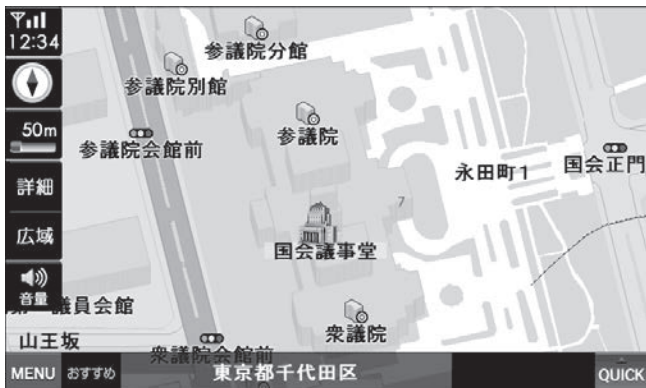 12:34
50m
詳細
広域
音量
参議院分館
参議院別館
参議院
参議院会館前
永田町1
国会正門
7
国会議事堂
議員会館
衆議院
山王坂
衆議院会館前
MENU おすすめ 東京都千代田区 QUICK